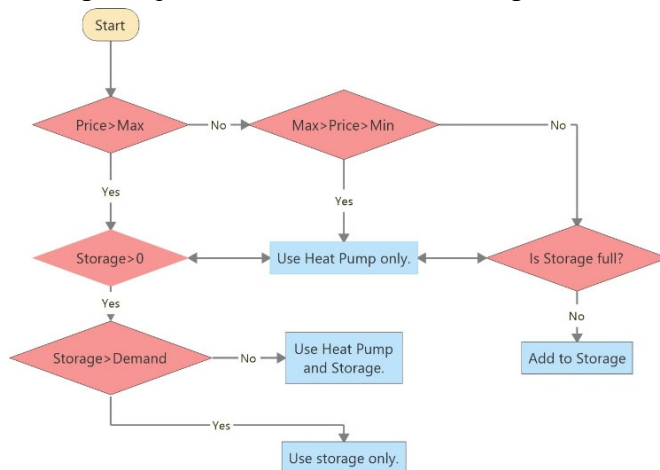 Start
Price>Max
No
Max>Price>Min
No
Yes
Yes
Storage>0
Use Heat Pump only.
Is Storage full?
Yes
No
Storage>Demand
No
Use Heat Pump
and Storage.
Add to Storage
Yes
Use storage only.